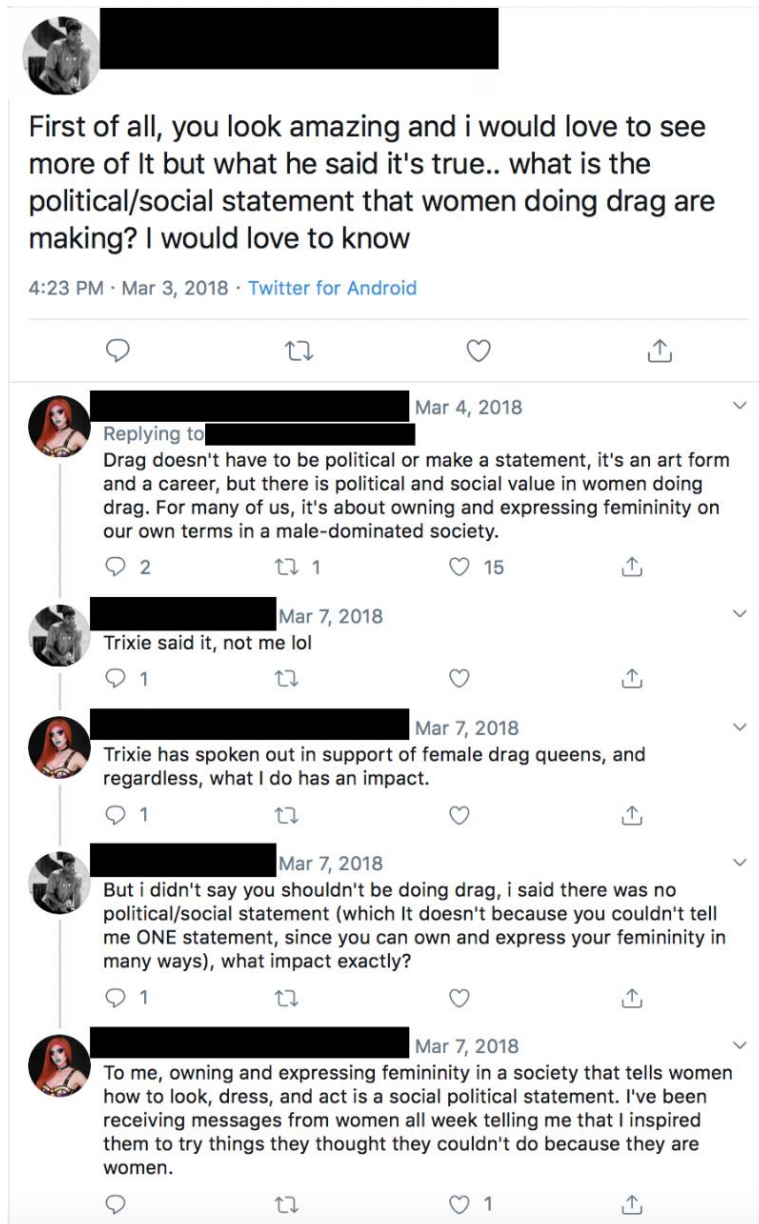 First of all, you look amazing and i would love to see
more of It but what he said it's true.. what is the
political/social statement that women doing drag are
making? I would love to know
4:23 PM · Mar 3, 2018 · Twitter for Android
Mar 4, 2018
Replying to
Drag doesn't have to be political or make a statement, it's an art form
and a career, but there is political and social value in women doing
drag. For many of us, it's about owning and expressing femininity on
our own terms in a male-dominated society.
2 1 15
Mar 7, 2018
Trixie said it, not me lol
1
Mar 7, 2018
Trixie has spoken out in support of female drag queens, and
regardless, what I do has an impact.
1
Mar 7, 2018
But i didn't say you shouldn't be doing drag, i said there was no
political/social statement (which It doesn't because you couldn't tell
me ONE statement, since you can own and express your femininity in
many ways), what impact exactly?
1
Mar 7, 2018
To me, owning and expressing femininity in a society that tells women
how to look, dress, and act is a social political statement. I've been
receiving messages from women all week telling me that I inspired
them to try things they thought they couldn't do because they are
women.
1